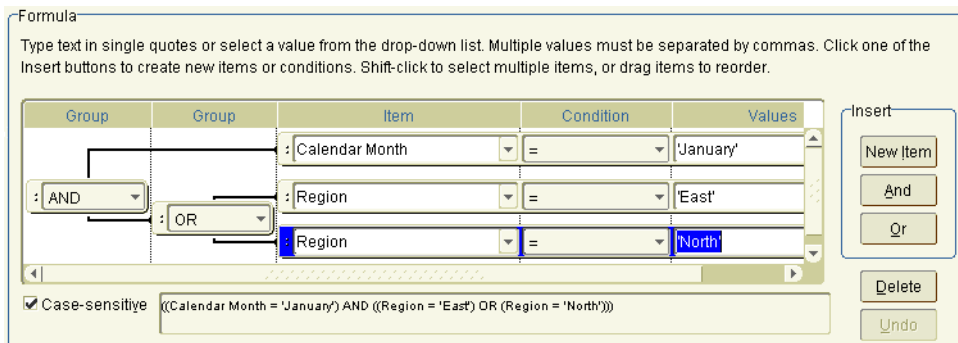 Formula
Type text in single quotes or select a value from the drop-down list. Multiple values must be separated by commas. Click one of the
Insert buttons to create new items or conditions. Shift-click to select multiple items, or drag items to reorder.
Group Group Item Condition Values
Insert
Calendar Month = 'January'
New Item
AND
Region = 'East'
And
OR
Region = 'North'
Or
Delete
Case-sensitive ((Calendar Month = 'January') AND ((Region = 'East') OR (Region = 'North')))
Undo